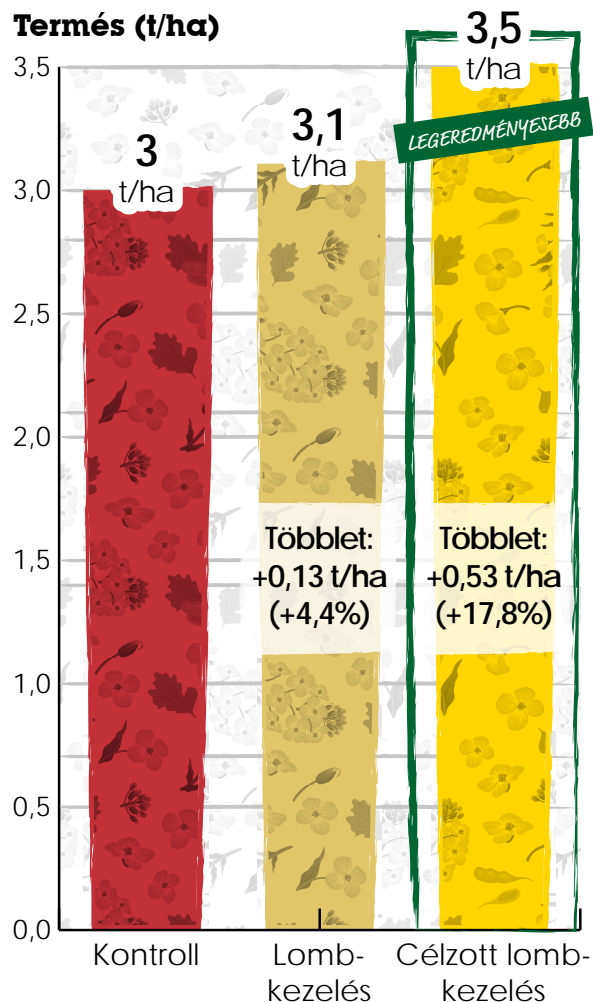 Termés (t/ha)
3,5
t/ha
3,5
LEGEREDMÉNYESEBB
3,1
t/ha
3
t/ha
3,0
2,5
2,0
1,5
1,0
0,5
0,0
Többlet:
+0,13 t/ha
(+4,4%)
Többlet:
+0,53 t/ha
(+17,8%)
Kontroll
Lomb-
kezelés
Célzott lomb-
kezelés